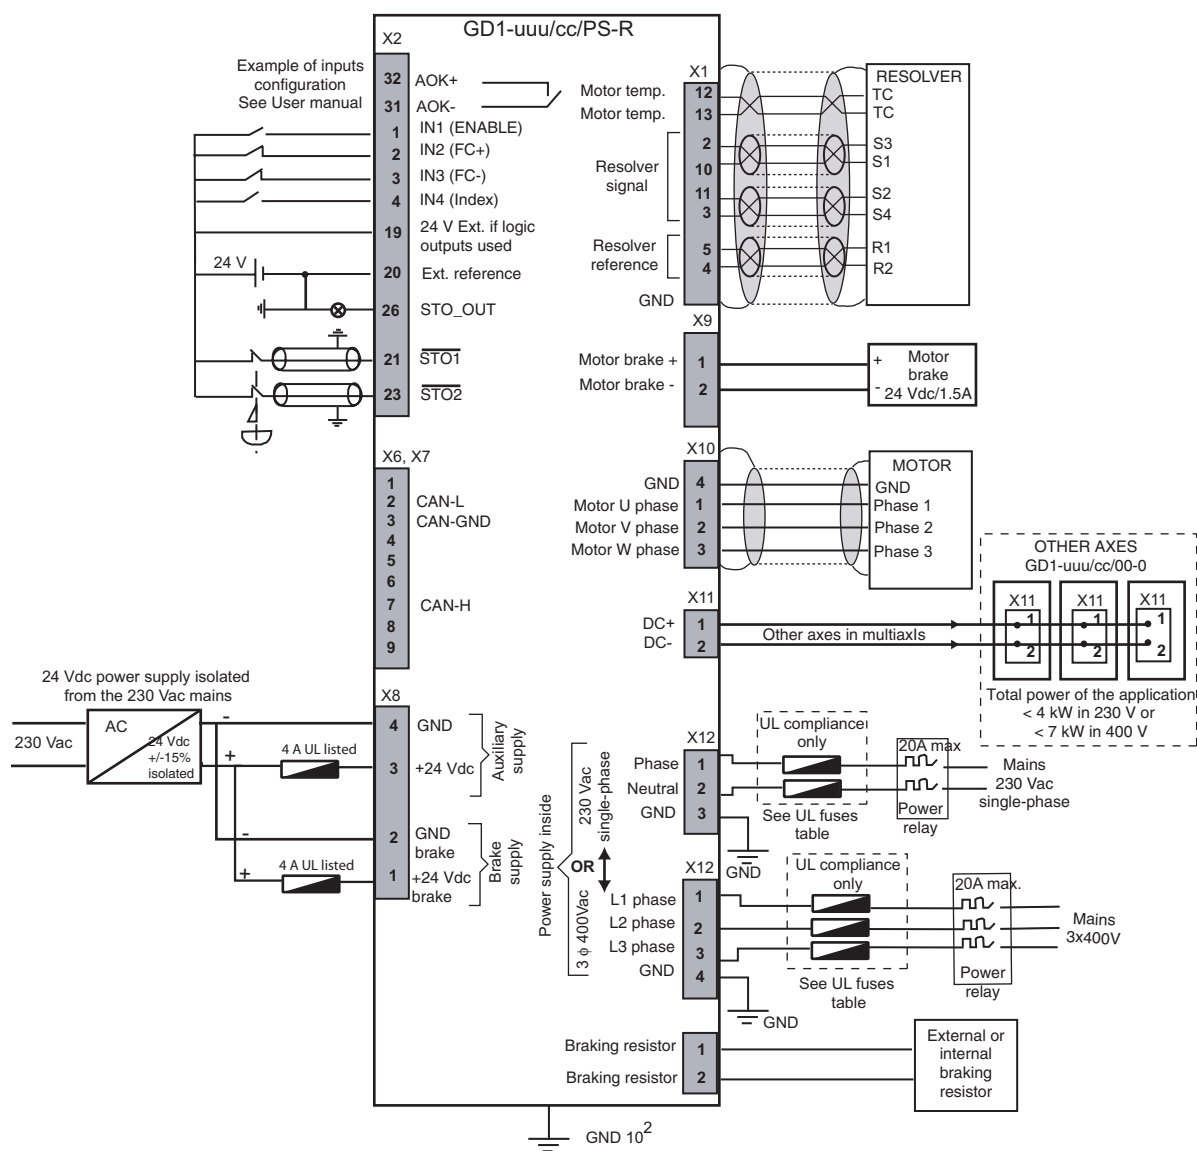 GD1-uuu/cc/PS-R
X2
Example of inputs
configuration
See User manual
32 AOK+
31 AOK-
1 IN1 (ENABLE)
2 IN2 (FC+)
3 IN3 (FC-)
4 IN4 (Index)
19 24 V Ext. if logic
outputs used
24 V
20 Ext. reference
26 STO_OUT
21 STO1
23 STO2
X6, X7
1
2 CAN-L
3 CAN-GND
4
5
6
7 CAN-H
8
9
24 Vdc power supply isolated
from the 230 Vac mains
230 Vac
AC
24 Vdc
+/-15%
isolated
-
+
4 A UL listed
-
+
4 A UL listed
X8
4 GND
3 +24 Vdc
Auxiliary
supply
2 GND
brake
1 +24 Vdc
brake
Brake
supply
X1
Motor temp. 12
Motor temp. 13
Resolver
signal
2
10
11
3
Resolver
reference
5
4
GND
RESOLVER
TC
TC
S3
S1
S2
S4
R1
R2
X9
Motor brake + 1
Motor brake - 2
+ Motor
brake
- 24 Vdc/1.5A
X10
GND 4
Motor U phase 1
Motor V phase 2
Motor W phase 3
MOTOR
GND
Phase 1
Phase 2
Phase 3
X11
DC+ 1
DC- 2
Other axes in multiaxIs
OTHER AXES
GD1-uuu/cc/00-0
X11 X11 X11
1 1 1
2 2 2
Total power of the application
< 4 kW in 230 V or
< 7 kW in 400 V
Power supply inside
230 Vac
single-phase
OR
3 ϕ 400Vac
X12
Phase 1
Neutral 2
GND 3
GND
UL compliance
only
See UL fuses
table
20A max
Power
relay
Mains
230 Vac
single-phase
X12
L1 phase 1
L2 phase 2
L3 phase 3
GND 4
GND
UL compliance
only
See UL fuses
table
20A max.
Power
relay
Mains
3x400V
Braking resistor 1
Braking resistor 2
External or
internal
braking
resistor
GND 10²